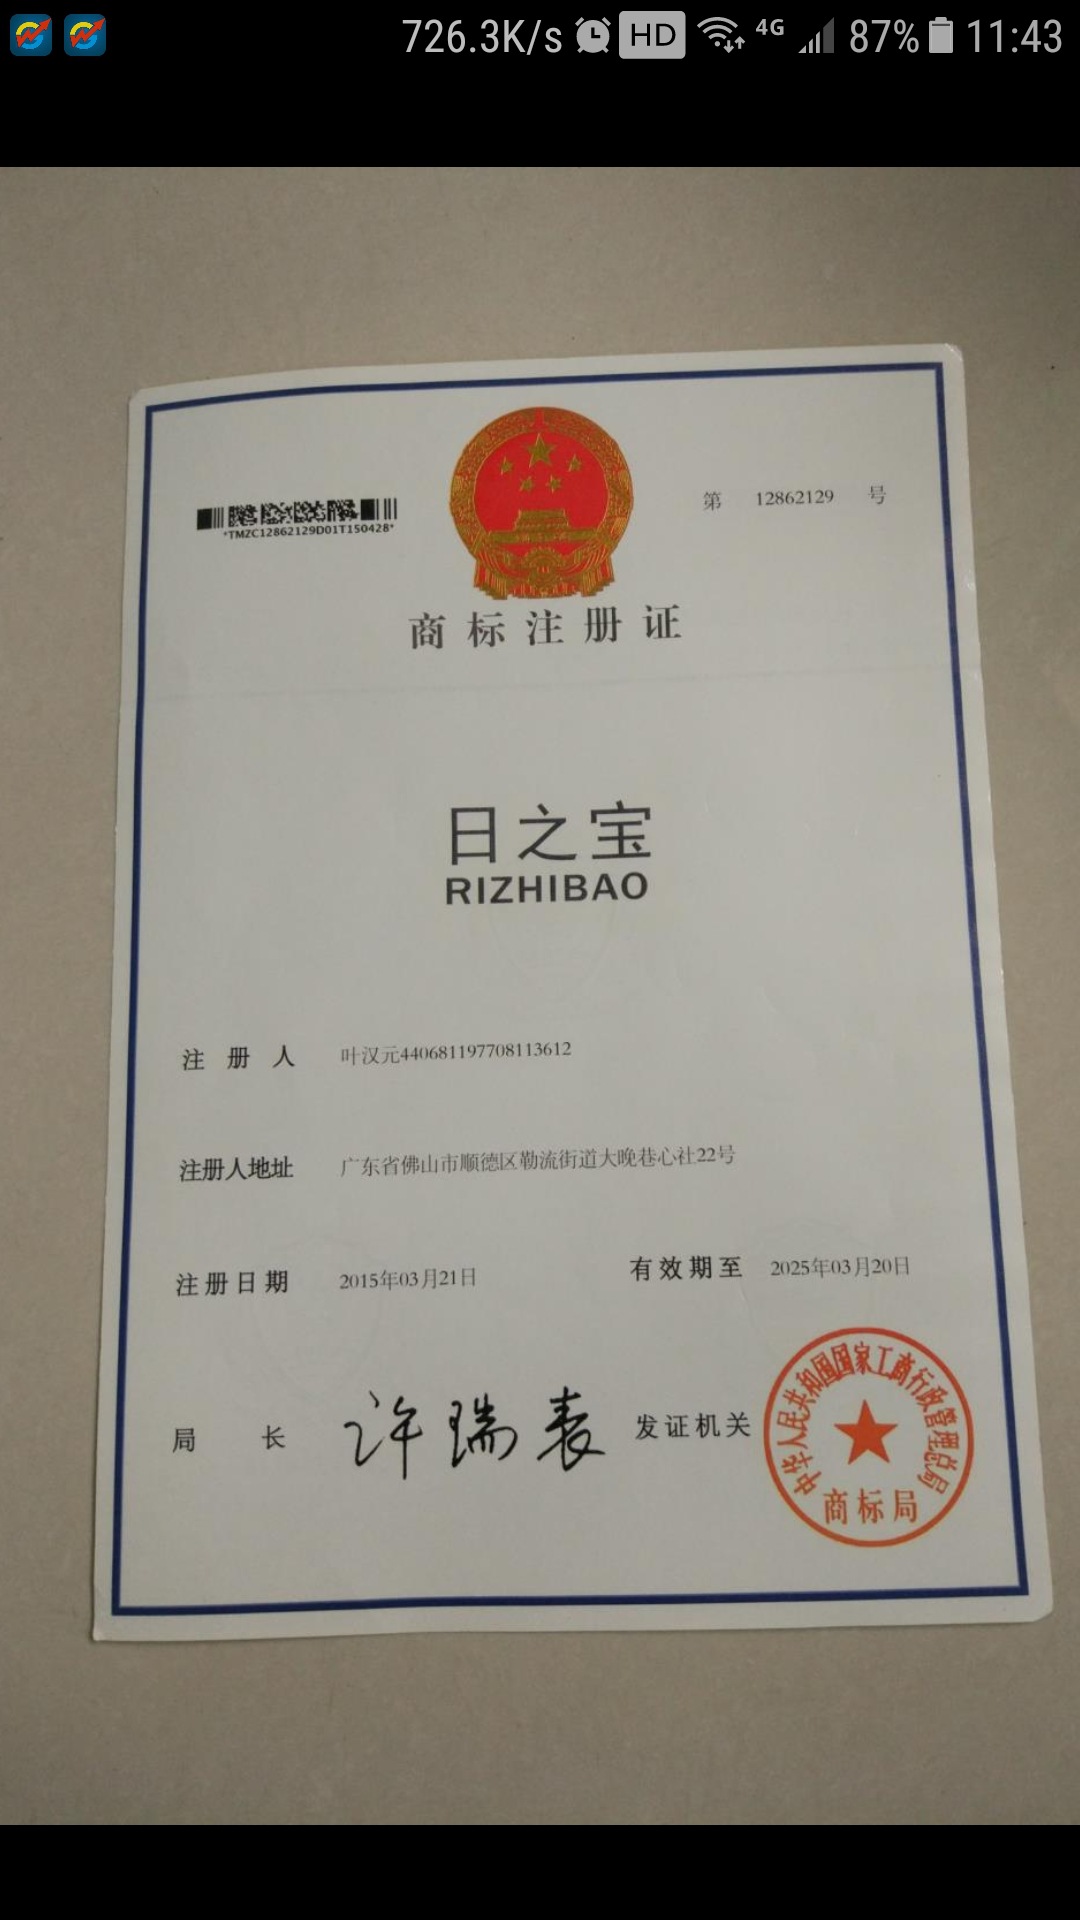 726.3K/s HD 4G 87% 11:43
*TMZC12862129D01T150428*
第 12862129 号
商标注册证
日之宝
RIZHIBAO
注册人 叶汉元440681197708113612
注册人地址 广东省佛山市顺德区勒流街道大晚巷心社22号
注册日期 2015年03月21日 有效期至 2025年03月20日
局长 许瑞表 发证机关
中华人民共和国国家工商行政管理总局
商标局